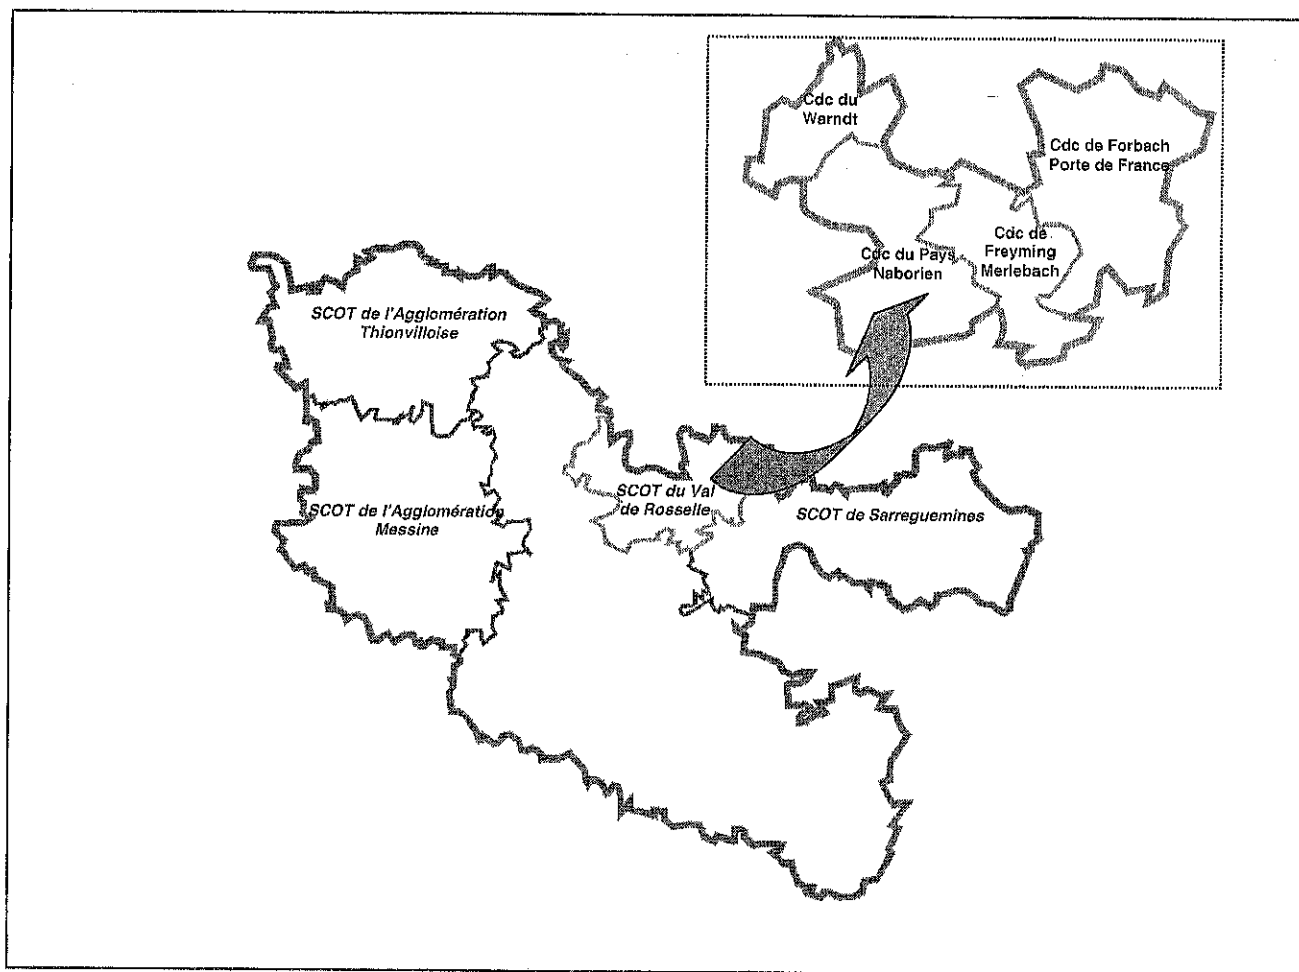 Cdc du
Warndt
Cdc de Forbach
Porte de France
Cdc de
Freyming
Merlebach
Cdc du Pays
Naborien
SCOT de l'Agglomération
Thionvilloise
SCOT de l'Agglomération
Messine
SCOT du Val
de Rosselle
SCOT de Sarreguemines